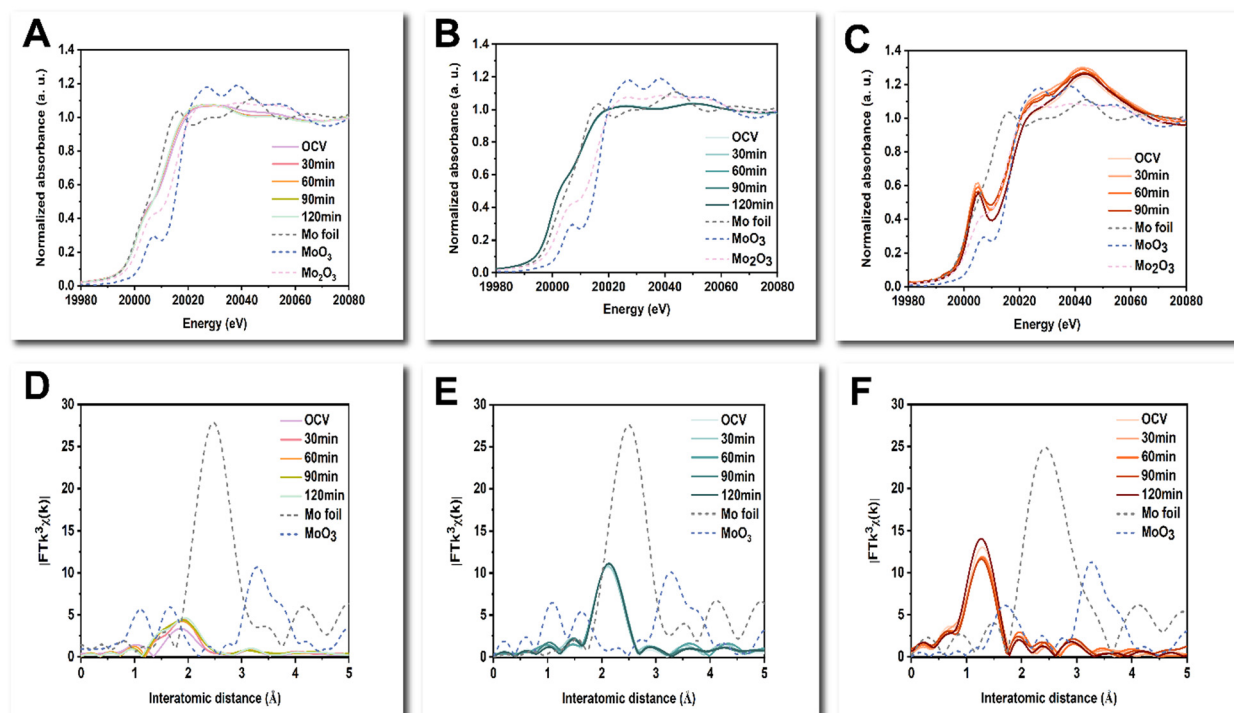 A
Normalized absorbance (a. u.)
1.4
1.2
1.0
0.8
0.6
0.4
0.2
0.0
OCV
30min
60min
90min
120min
Mo foil
MoO₃
Mo₂O₃
19980 20000 20020 20040 20060 20080
Energy (eV)
B
Normalized absorbance (a. u.)
1.4
1.2
1.0
0.8
0.6
0.4
0.2
0.0
OCV
30min
60min
90min
120min
Mo foil
MoO₃
Mo₂O₃
19980 20000 20020 20040 20060 20080
Energy (eV)
C
Normalized absorbance (a. u.)
1.4
1.2
1.0
0.8
0.6
0.4
0.2
0.0
OCV
30min
60min
90min
Mo foil
MoO₃
Mo₂O₃
19980 20000 20020 20040 20060 20080
Energy (eV)
D
|FTk³χ(k)|
30
25
20
15
10
5
0
OCV
30min
60min
90min
120min
Mo foil
MoO₃
0 1 2 3 4 5
Interatomic distance (Å)
E
|FTk³χ(k)|
30
25
20
15
10
5
0
OCV
30min
60min
90min
120min
Mo foil
MoO₃
0 1 2 3 4 5
Interatomic distance (Å)
F
|FTk³χ(k)|
30
25
20
15
10
5
0
OCV
30min
60min
90min
120min
Mo foil
MoO₃
0 1 2 3 4 5
Interatomic distance (Å)